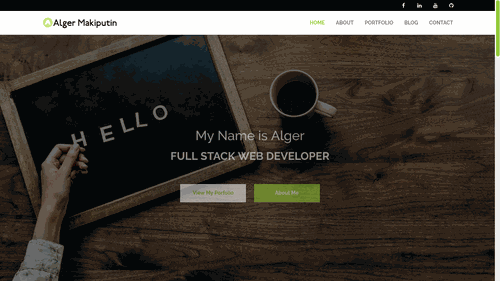 Alger Makiputin
HOME ABOUT PORTFOLIO BLOG CONTACT
HELLO
My Name is Alger
FULL STACK WEB DEVELOPER
View My Portfolio About Me